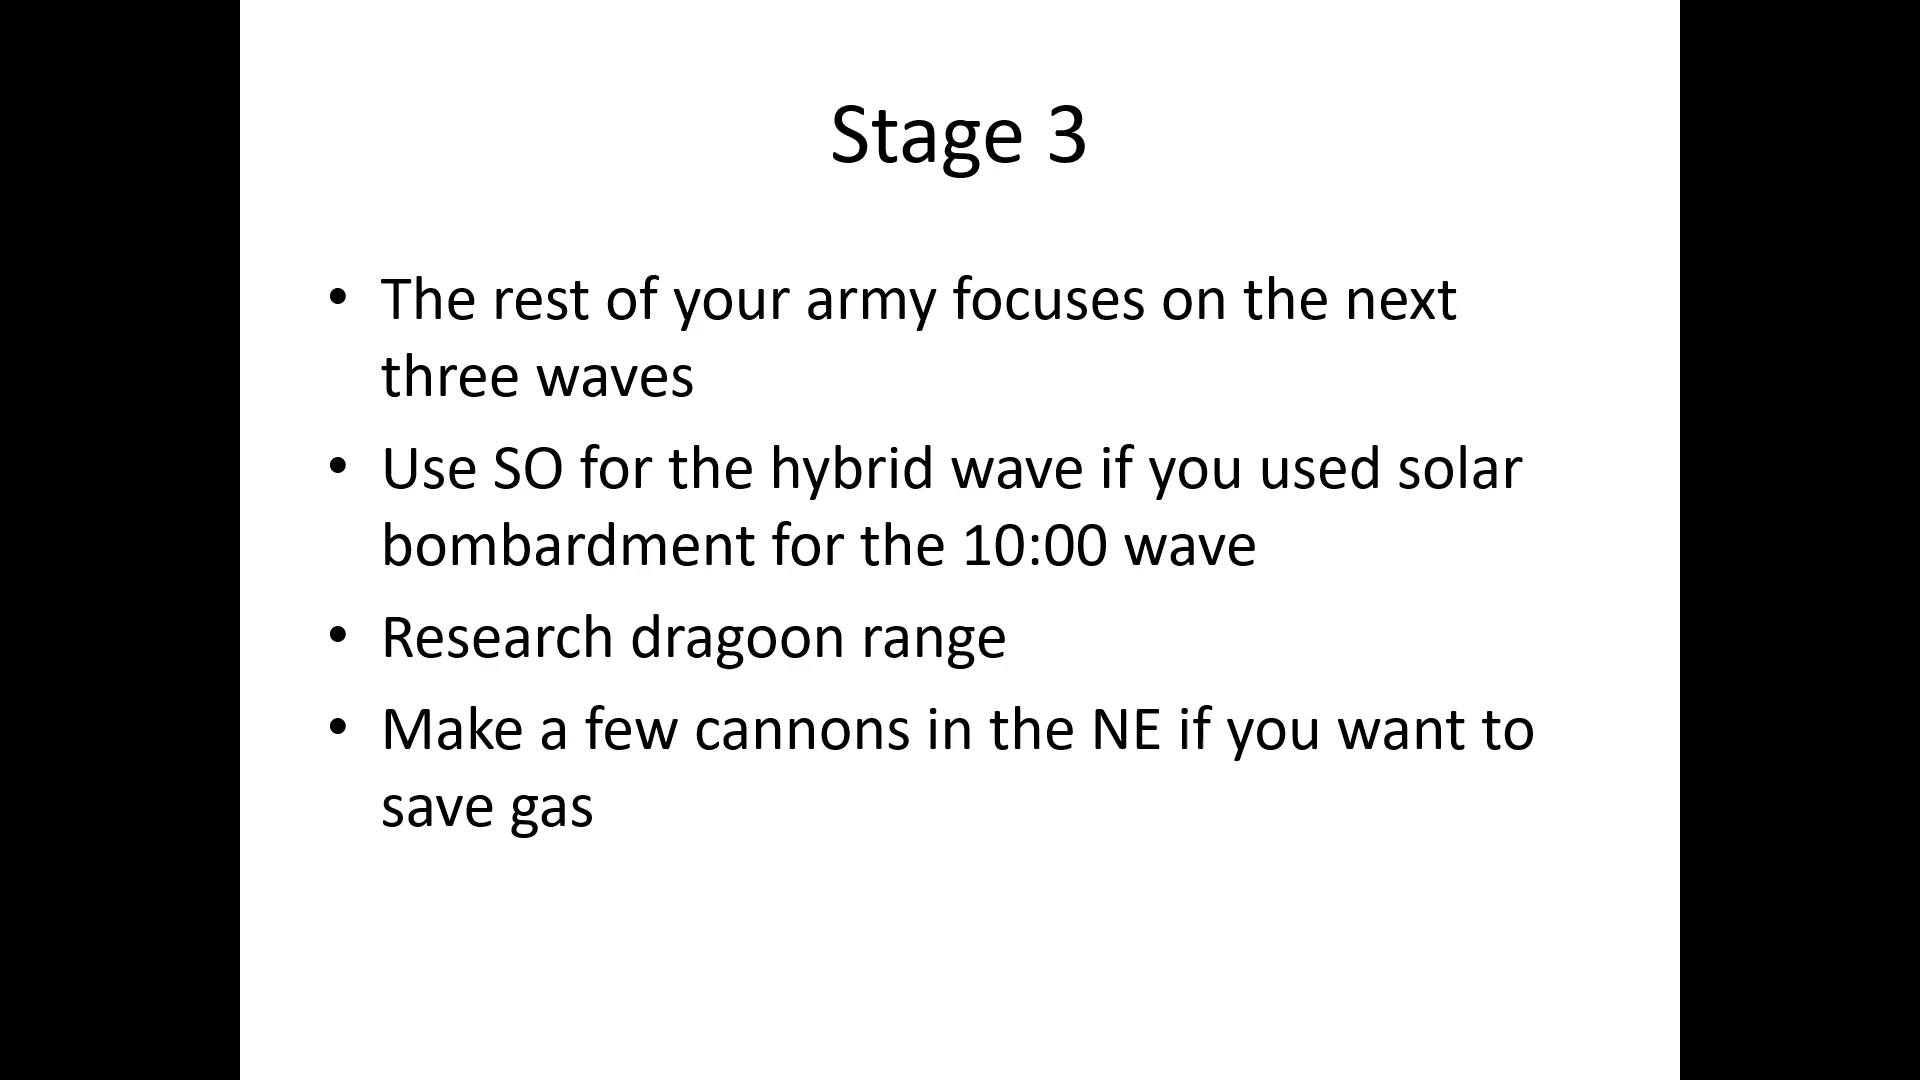 Stage 3
• The rest of your army focuses on the next
three waves
• Use SO for the hybrid wave if you used solar
bombardment for the 10:00 wave
• Research dragoon range
• Make a few cannons in the NE if you want to
save gas